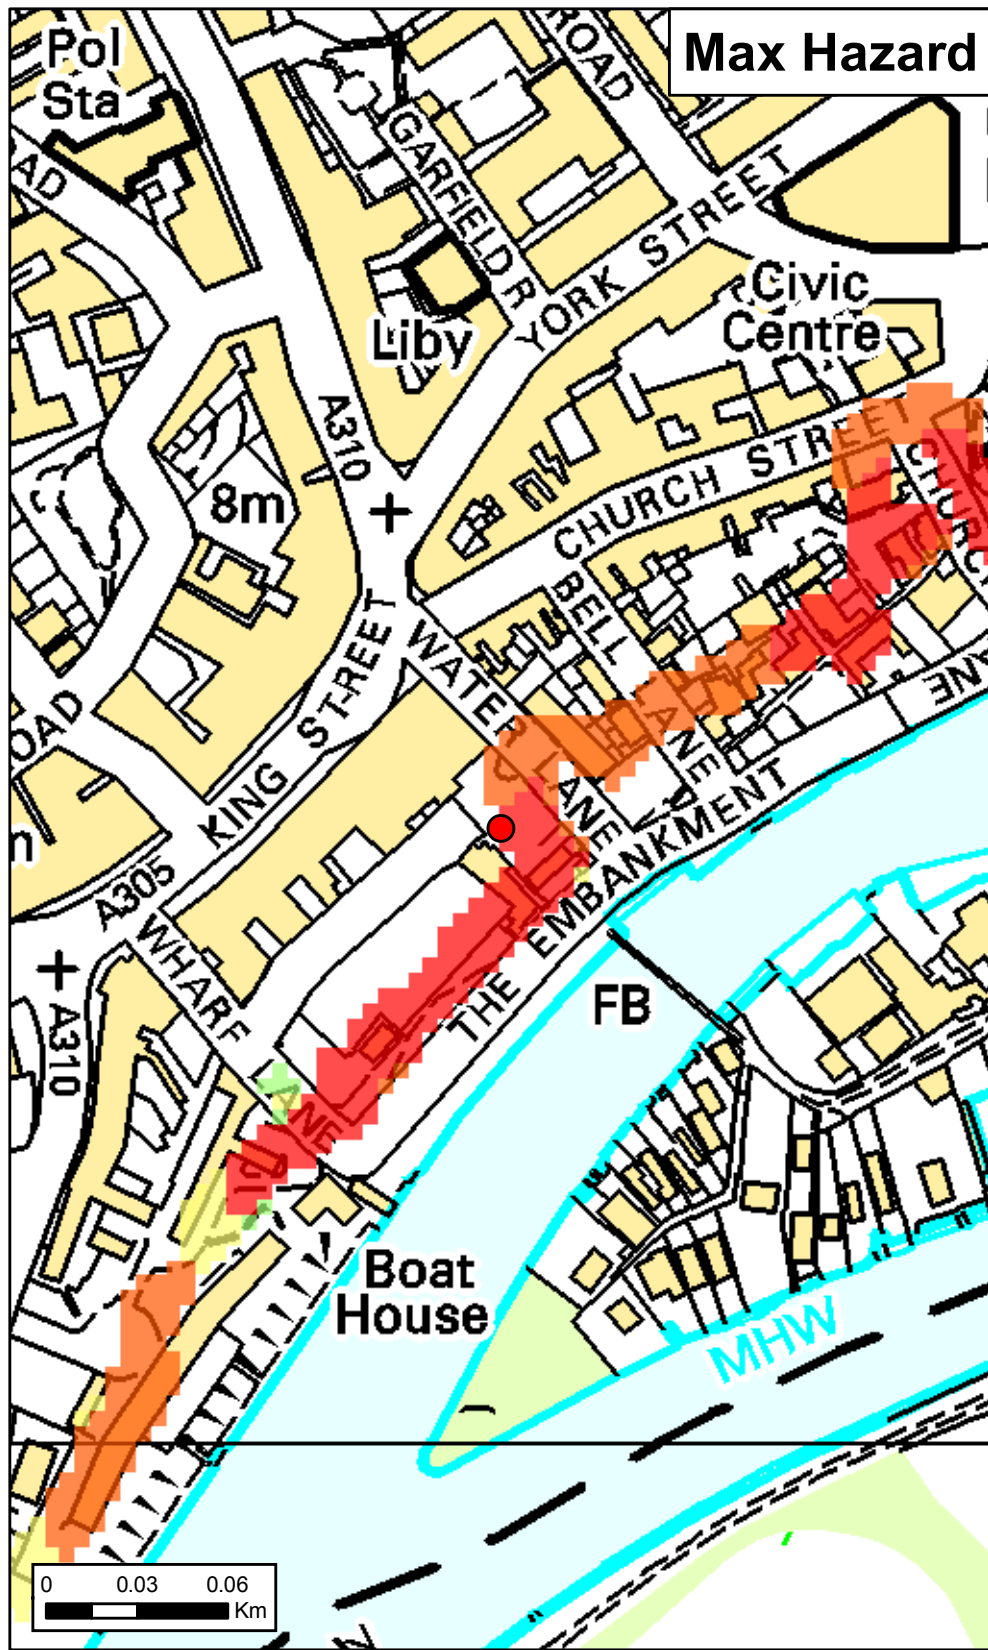 Max Hazard
Pol
Sta
ROAD
GARFIELD R
YORK STREET
Civic
Centre
Liby
A310
8m
CHURCH STREET
BELL
LANE
WATER
LANE
KING STREET
THE EMBANKMENT
A305
WHARF
LANE
A310
FB
Boat
House
MHW
0 0.03 0.06
Km